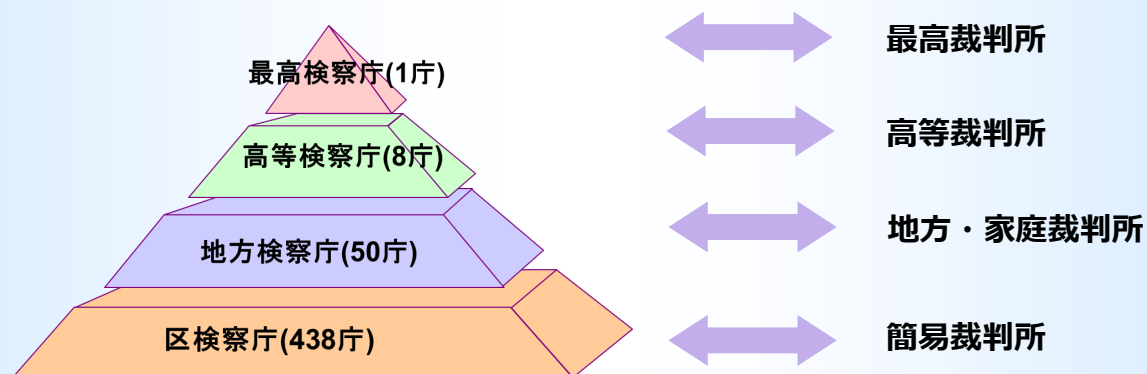 最高検察庁(1庁)
最高裁判所
高等検察庁(8庁)
高等裁判所
地方検察庁(50庁)
地方・家庭裁判所
区検察庁(438庁)
簡易裁判所